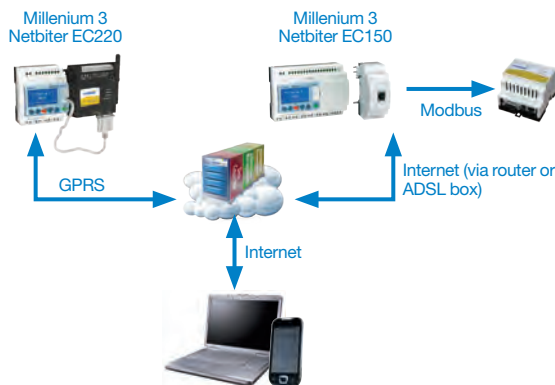 Millenium 3
Netbiter EC220
Millenium 3
Netbiter EC150
Modbus
GPRS
Internet (via router or
ADSL box)
Internet